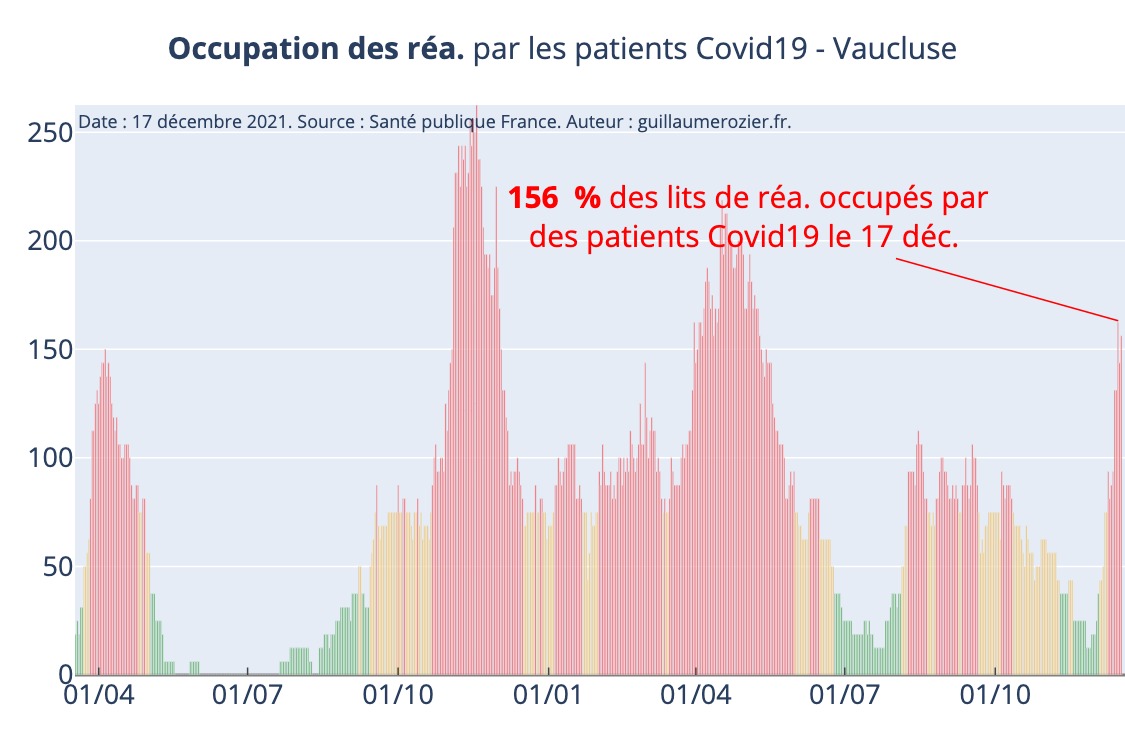 Occupation des réa. par les patients Covid19 - Vaucluse
Date : 17 décembre 2021. Source : Santé publique France. Auteur : guillaumerozier.fr.
156 % des lits de réa. occupés par
des patients Covid19 le 17 déc.
250
200
150
100
50
0
01/04 01/07 01/10 01/01 01/04 01/07 01/10